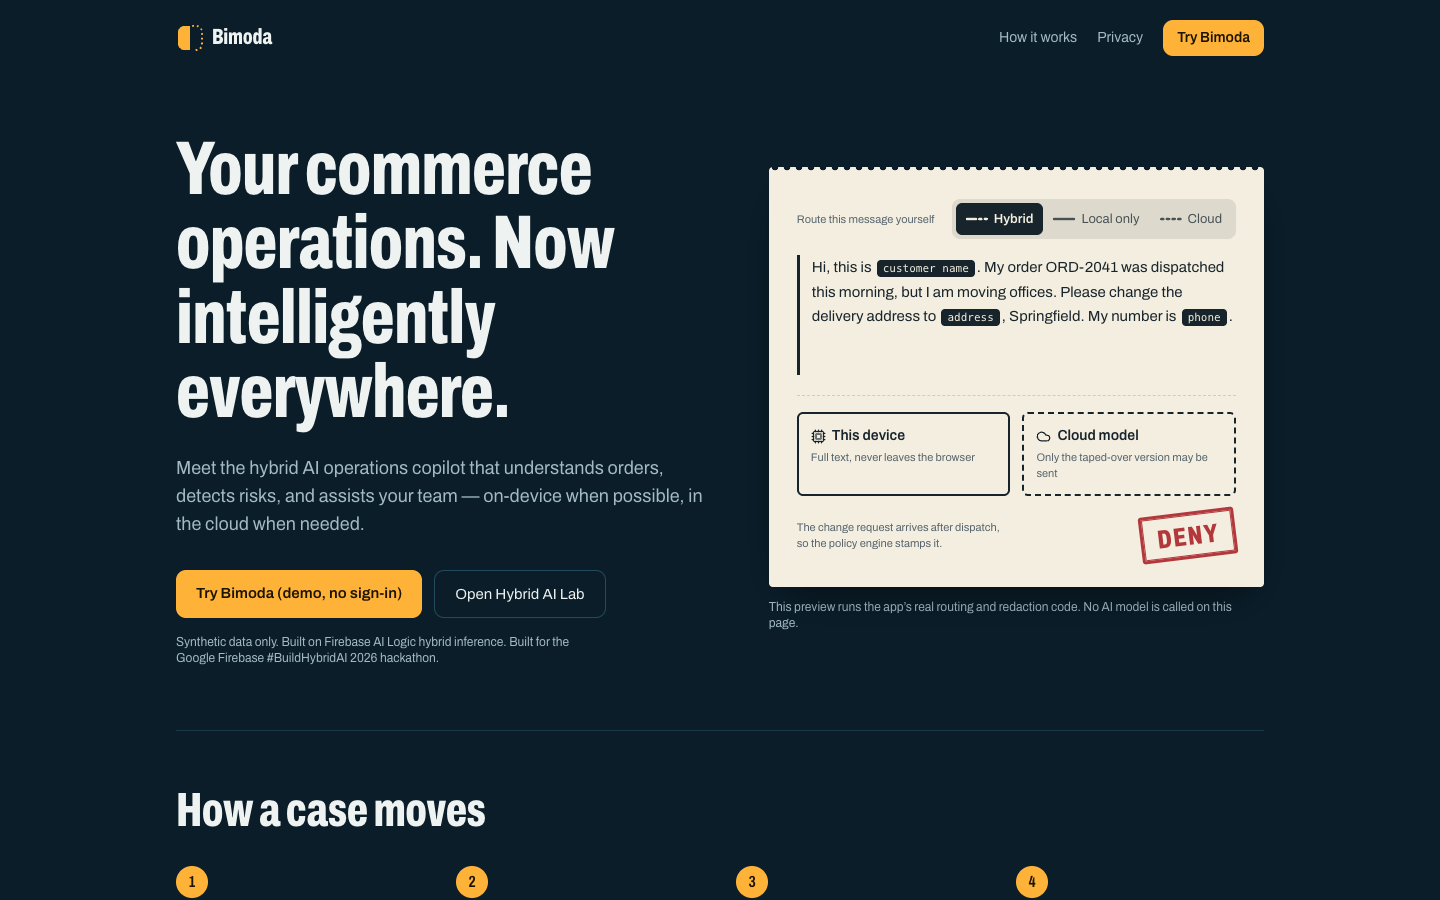 Bimoda
How it works
Privacy
Try Bimoda
Your commerce
operations. Now
intelligently
everywhere.
Meet the hybrid AI operations copilot that understands orders,
detects risks, and assists your team — on-device when possible, in
the cloud when needed.
Try Bimoda (demo, no sign-in)
Open Hybrid AI Lab
Synthetic data only. Built on Firebase AI Logic hybrid inference. Built for the
Google Firebase #BuildHybridAI 2026 hackathon.
Route this message yourself
Hybrid
Local only
Cloud
Hi, this is customer name. My order ORD-2041 was dispatched
this morning, but I am moving offices. Please change the
delivery address to address, Springfield. My number is phone.
This device
Full text, never leaves the browser
Cloud model
Only the taped-over version may be
sent
The change request arrives after dispatch,
so the policy engine stamps it.
DENY
This preview runs the app's real routing and redaction code. No AI model is called on this
page.
How a case moves
1
2
3
4